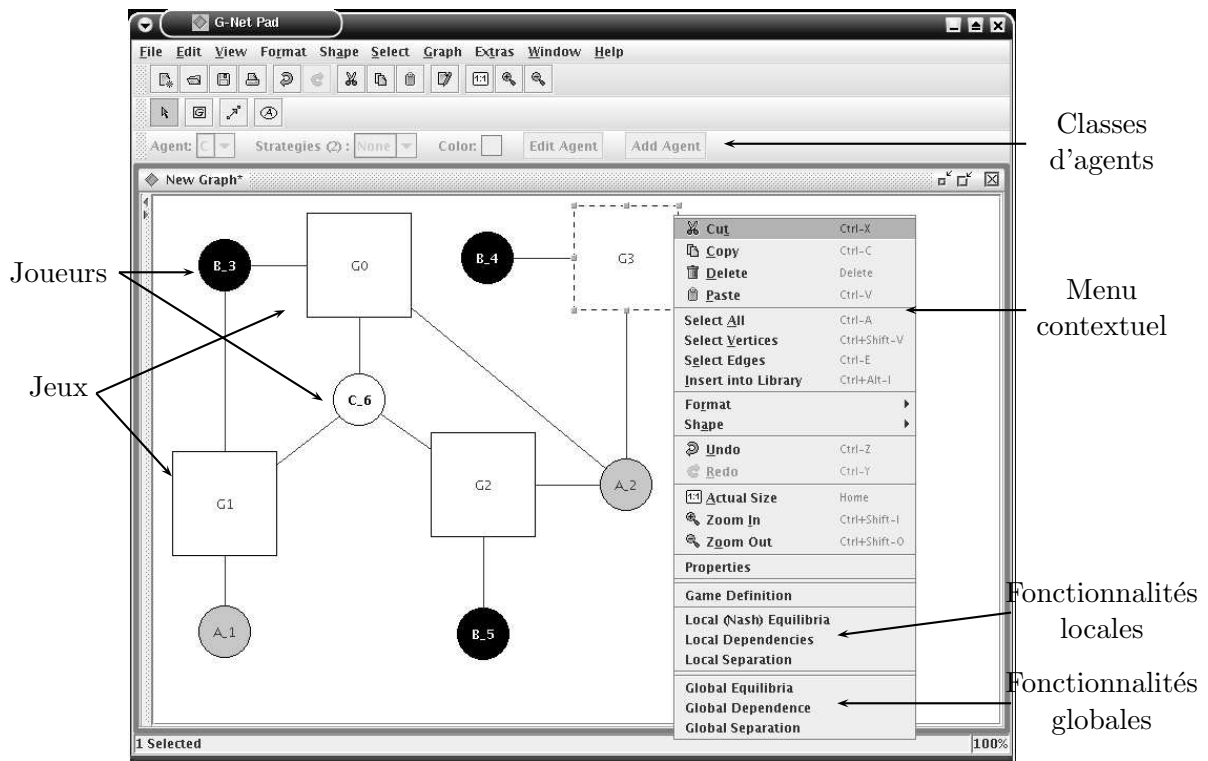 G-Net Pad
File Edit View Format Shape Select Graph Extras Window Help
1:1
G
A
Agent: C Strategies (2) : None Color: Edit Agent Add Agent
Classes
d'agents
New Graph*
Joueurs
Jeux
B_3
G0
B_4
G3
C_6
G1
G2
A_2
A_1
B_5
Cut Ctrl-X
Copy Ctrl-C
Delete Delete
Paste Ctrl-V
Select All Ctrl-A
Select Vertices Ctrl+Shift-V
Select Edges Ctrl-E
Insert into Library Ctrl+Alt-I
Format
Shape
Undo Ctrl-Z
Redo Ctrl-Y
1:1 Actual Size Home
Zoom In Ctrl+Shift-I
Zoom Out Ctrl+Shift-O
Properties
Game Definition
Local (Nash) Equilibria
Local Dependencies
Local Separation
Global Equilibria
Global Dependence
Global Separation
Menu
contextuel
Fonctionnalités
locales
Fonctionnalités
globales
1 Selected 100%